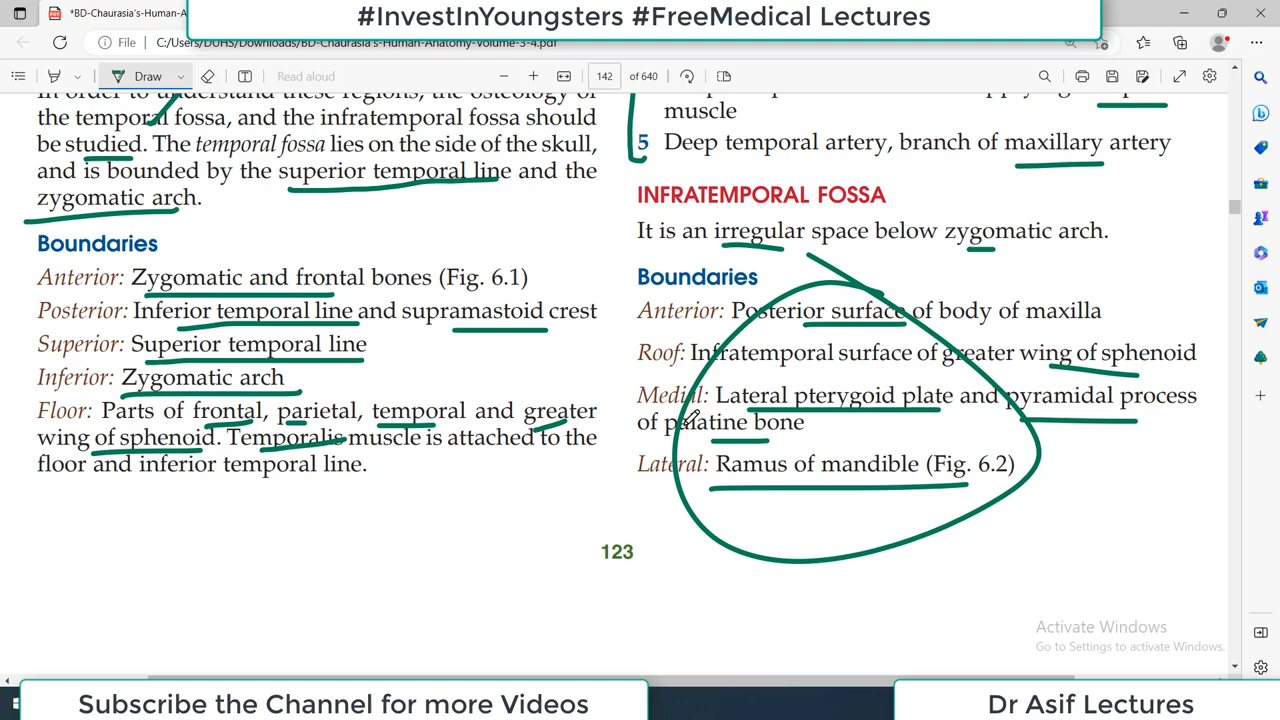 #InvestInYoungsters #FreeMedical Lectures
*BD-Chaurasia's-Human-A
File
C:/Users/DUHS/Downloads/BD-Chaurasia's-Human-Anatomy-Volume-3-4.pdf
Draw
Read aloud
142 of 640
In order to understand these regions, the osteology of
the temporal fossa, and the infratemporal fossa should
be studied. The temporal fossa lies on the side of the skull,
and is bounded by the superior temporal line and the
zygomatic arch.
Boundaries
Anterior: Zygomatic and frontal bones (Fig. 6.1)
Posterior: Inferior temporal line and supramastoid crest
Superior: Superior temporal line
Inferior: Zygomatic arch
Floor: Parts of frontal, parietal, temporal and greater
wing of sphenoid. Temporalis muscle is attached to the
floor and inferior temporal line.
muscle
5 Deep temporal artery, branch of maxillary artery
INFRATEMPORAL FOSSA
It is an irregular space below zygomatic arch.
Boundaries
Anterior: Posterior surface of body of maxilla
Roof: Infratemporal surface of greater wing of sphenoid
Medial: Lateral pterygoid plate and pyramidal process
of palatine bone
Lateral: Ramus of mandible (Fig. 6.2)
123
Activate Windows
Go to Settings to activate Windows.
Subscribe the Channel for more Videos
Dr Asif Lectures